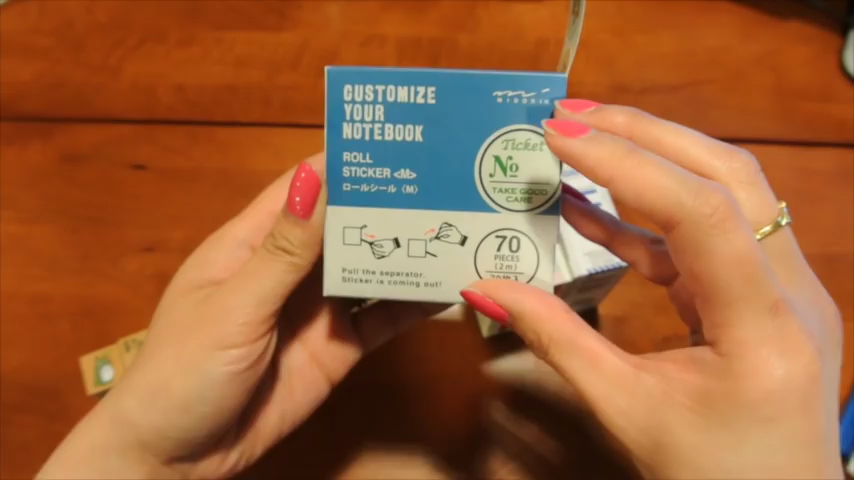 CUSTOMIZE
YOUR
NOTEBOOK
MIDORI
ROLL
STICKER <M>
ロールシール〈M〉
Ticket
No
TAKE GOOD
CARE
70
PIECES
(2m)
Pull the separator.
Sticker is coming out!